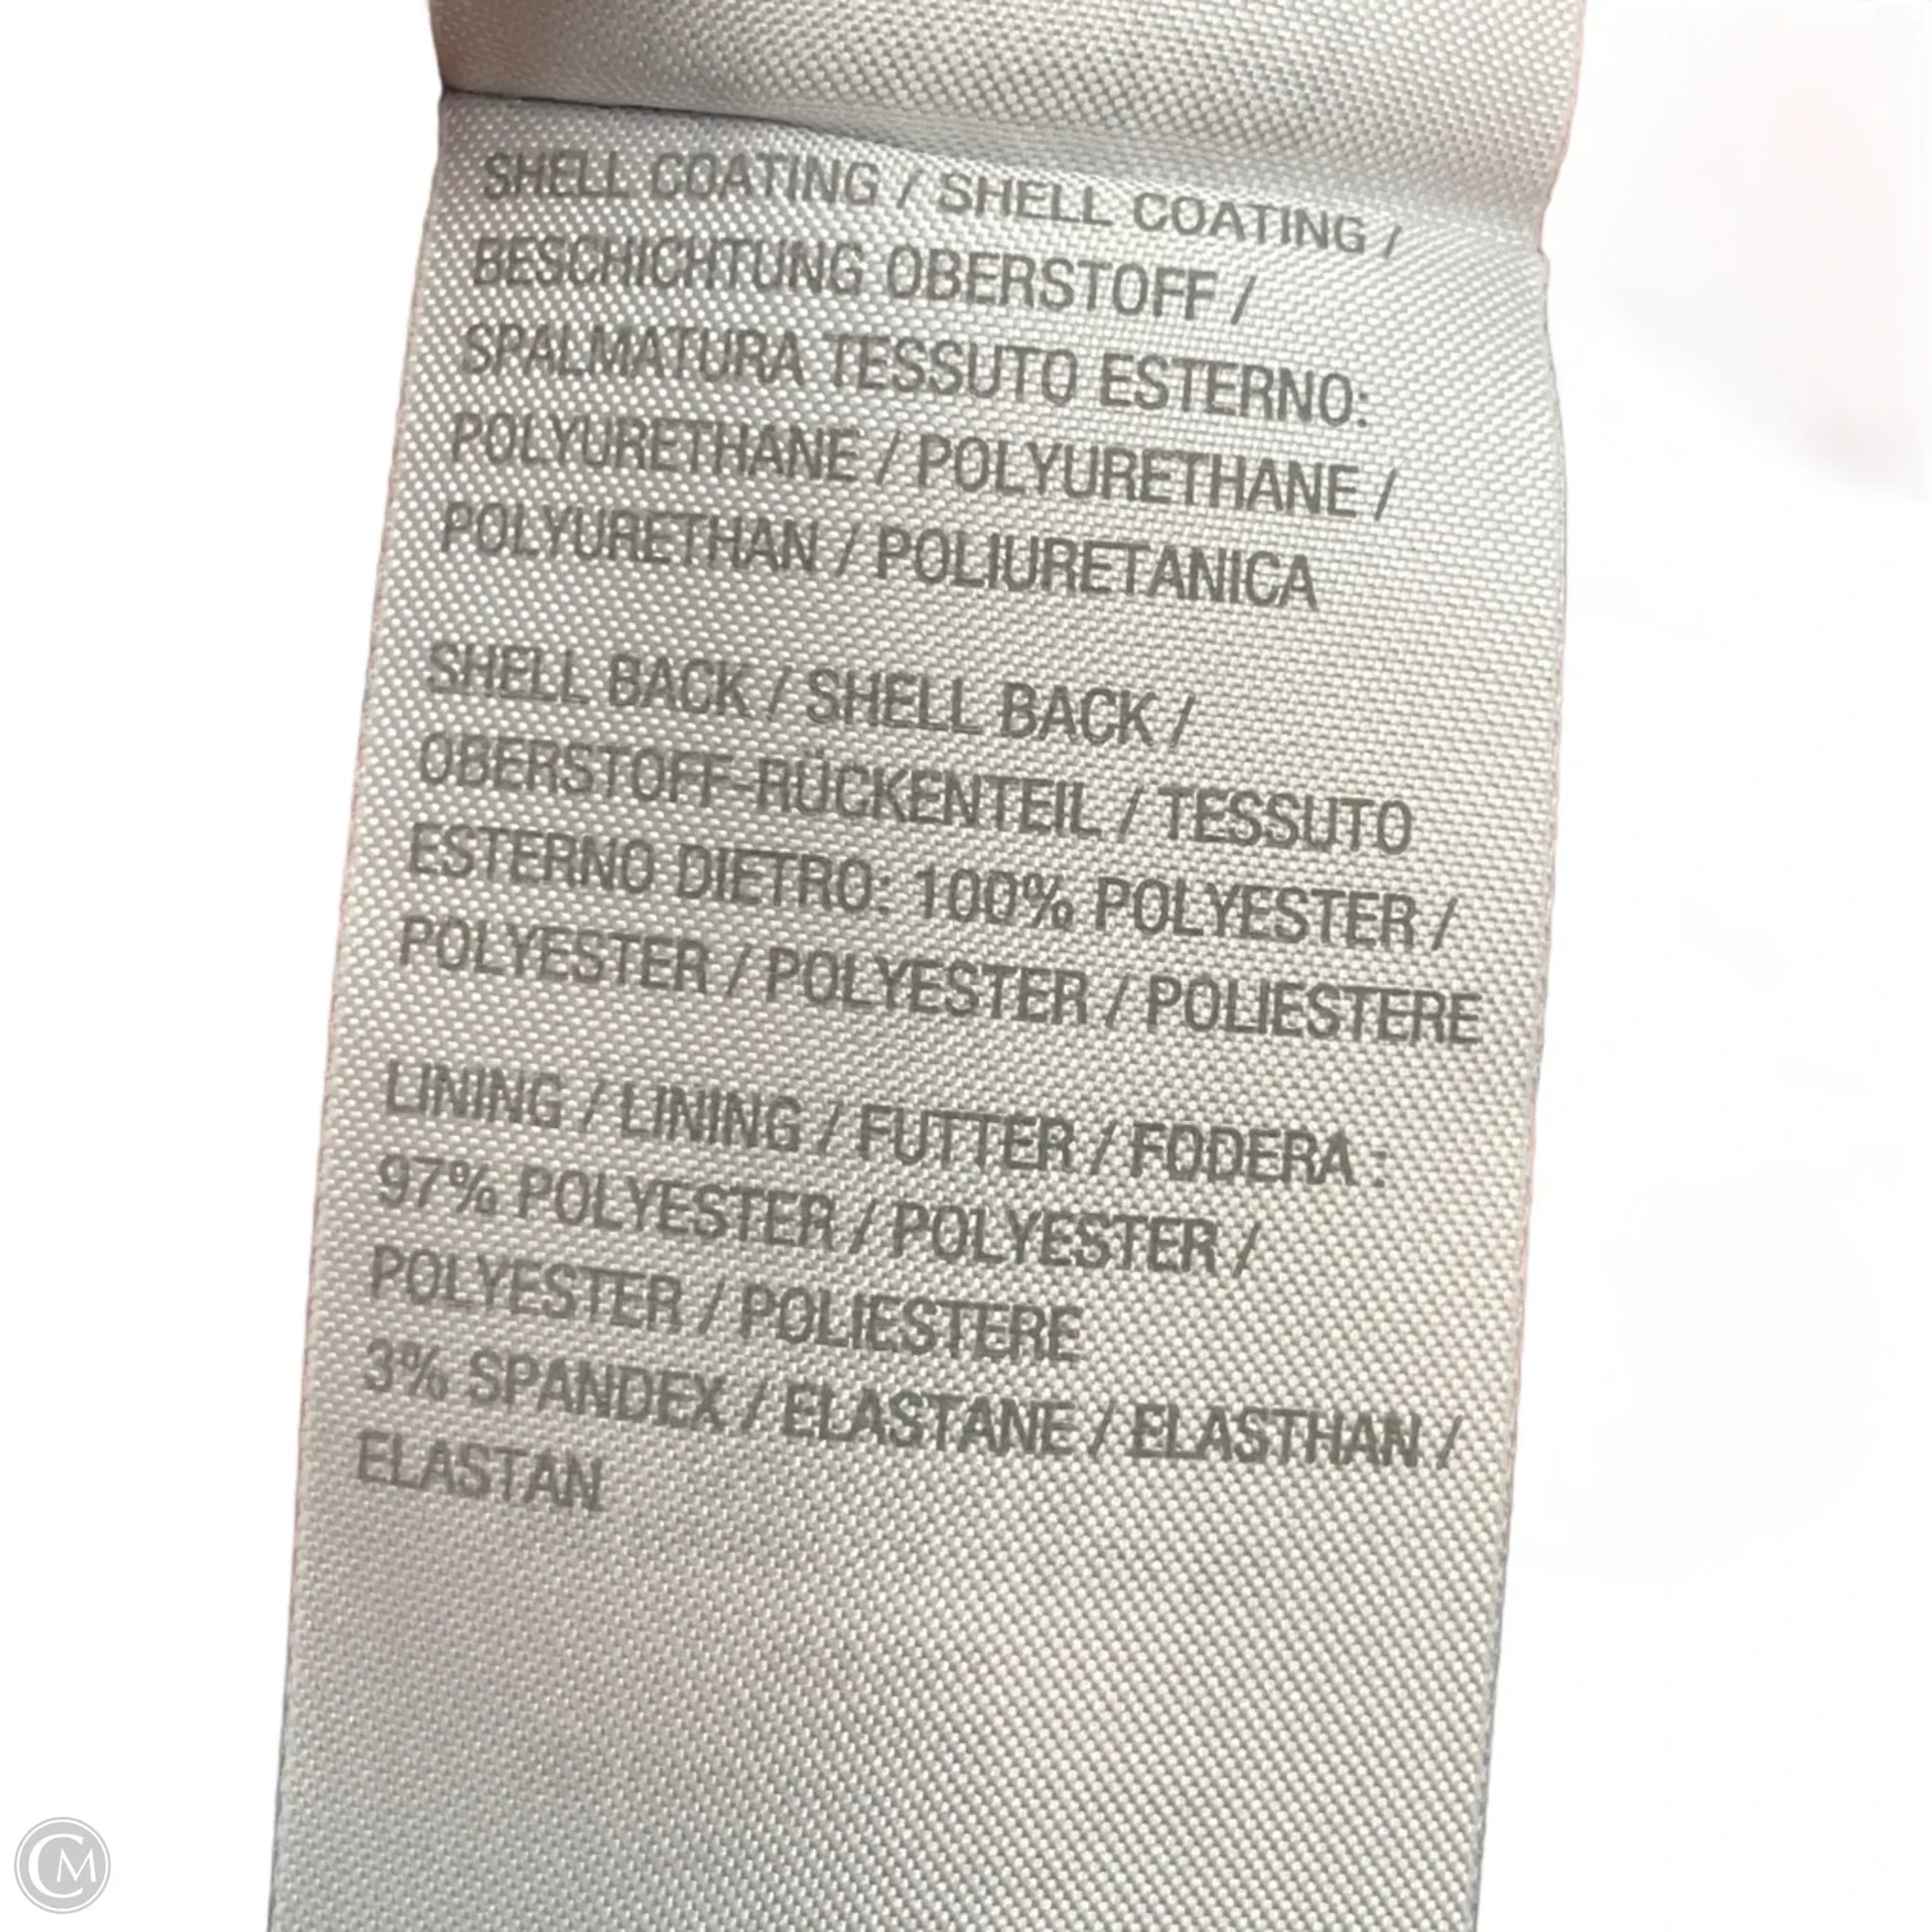 SHELL COATING / SHELL COATING /
BESCHICHTUNG OBERSTOFF /
SPALMATURA TESSUTO ESTERNO:
POLYURETHANE / POLYURETHANE /
POLYURETHAN / POLIURETANICA
SHELL BACK / SHELL BACK /
OBERSTOFF-RÜCKENTEIL / TESSUTO
ESTERNO DIETRO: 100% POLYESTER /
POLYESTER / POLYESTER / POLIESTERE
LINING / LINING / FUTTER / FODERA :
97% POLYESTER / POLYESTER /
POLYESTER / POLIESTERE
3% SPANDEX / ELASTANE / ELASTHAN /
ELASTAN
CM